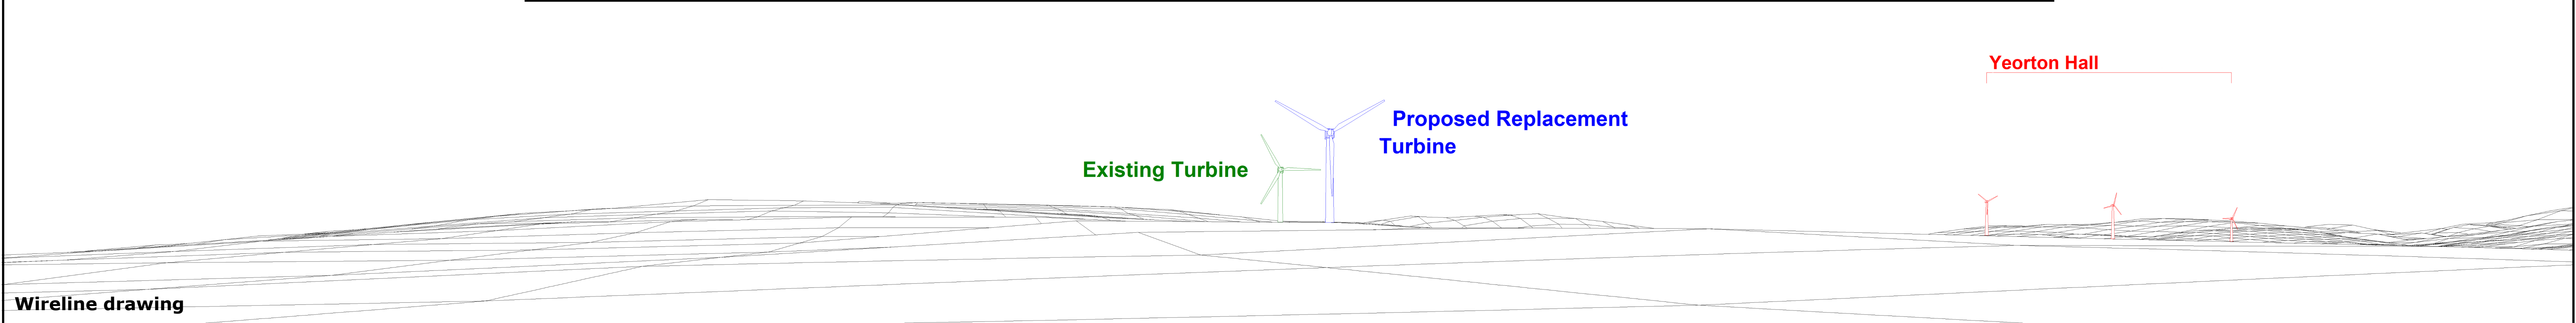 Yeorton Hall
Proposed Replacement
Turbine
Existing Turbine
Wireline drawing